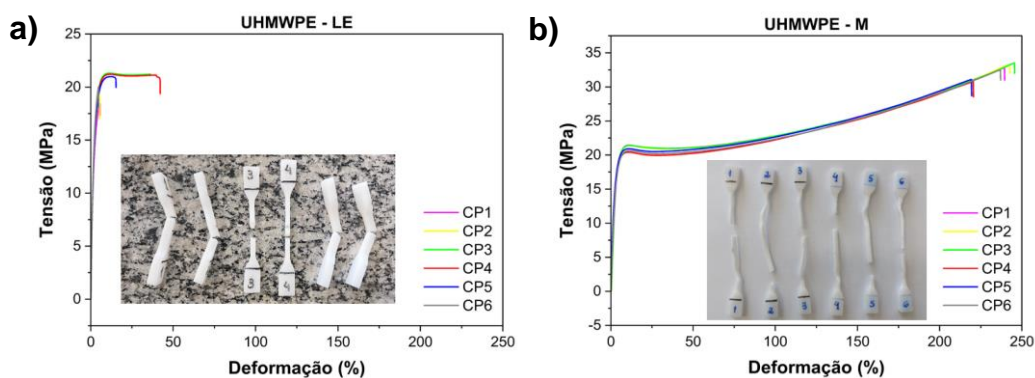 a)
UHMWPE - LE
Tensão (MPa)
25
20
15
10
5
0
0 50 100 150 200 250
Deformação (%)
3 4
3 4
CP1
CP2
CP3
CP4
CP5
CP6
b)
UHMWPE - M
Tensão (MPa)
35
30
25
20
15
10
5
0
-5
0 50 100 150 200 250
Deformação (%)
1 2 3 4 5 6
1 2 3 4 5 6
CP1
CP2
CP3
CP4
CP5
CP6